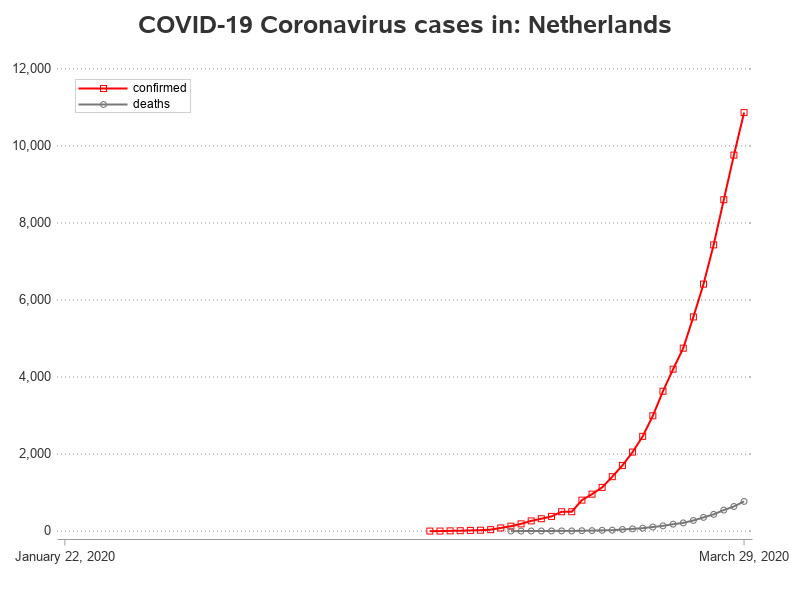 COVID-19 Coronavirus cases in: Netherlands
12,000
confirmed
deaths
10,000
8,000
6,000
4,000
2,000
0
January 22, 2020
March 29, 2020